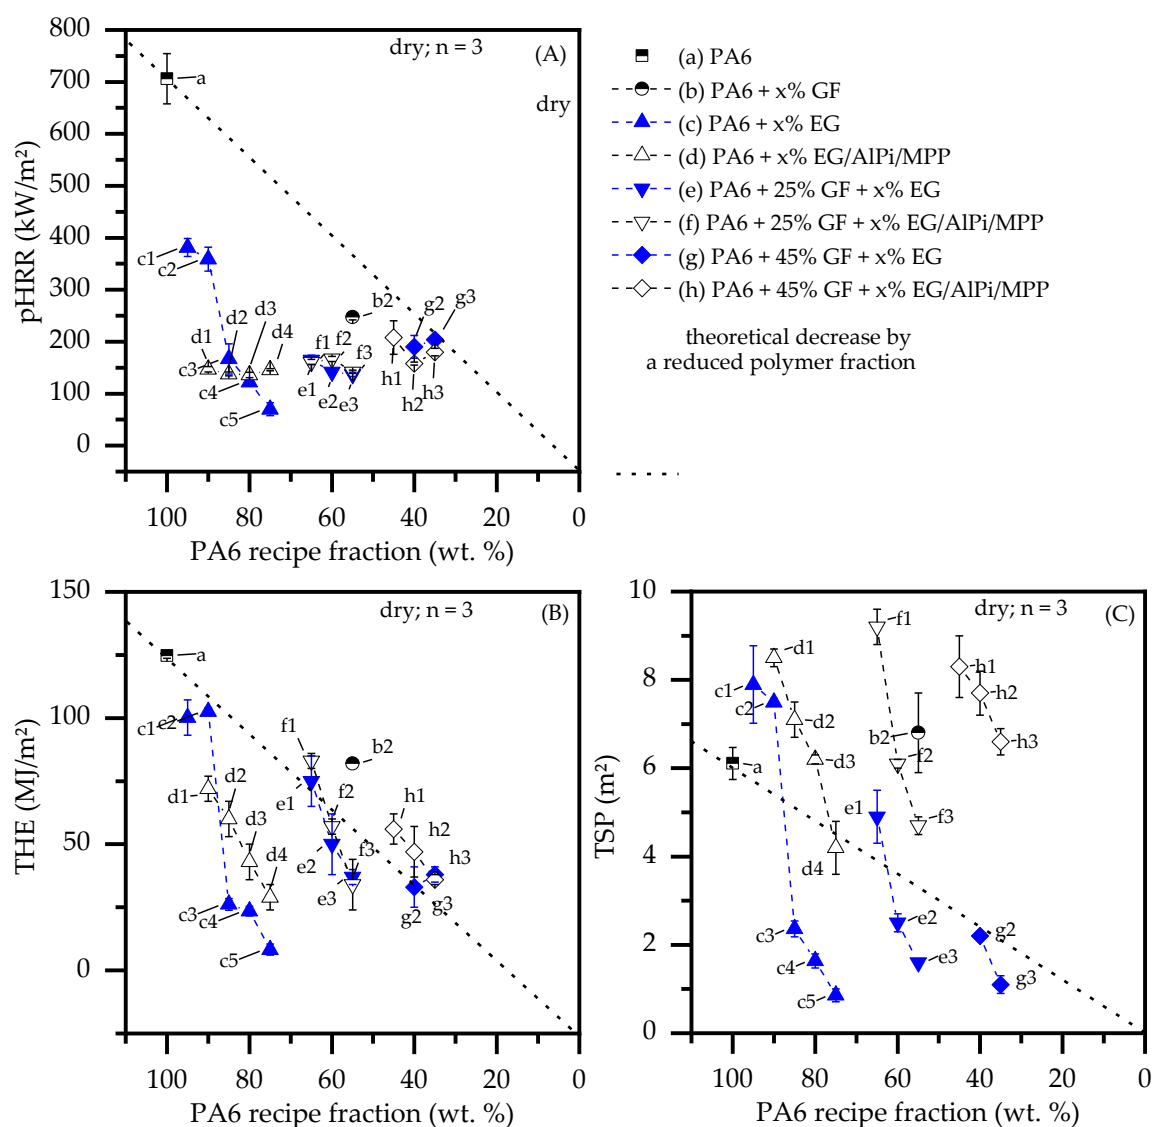 800
700
600
500
400
300
200
100
0
pHRR (kW/m²)
dry; n = 3
(A)
dry
a
c1
c2
c3
d1
d2
d3
d4
c4
c5
b2
f1
f2
f3
e1
e2
e3
g2
g3
h1
h2
h3
100
80
60
40
20
0
PA6 recipe fraction (wt. %)
(a) PA6
(b) PA6 + x% GF
(c) PA6 + x% EG
(d) PA6 + x% EG/AlPi/MPP
(e) PA6 + 25% GF + x% EG
(f) PA6 + 25% GF + x% EG/AlPi/MPP
(g) PA6 + 45% GF + x% EG
(h) PA6 + 45% GF + x% EG/AlPi/MPP
theoretical decrease by
a reduced polymer fraction
150
100
50
0
THE (MJ/m²)
dry; n = 3
(B)
a
c1
c2
d1
d2
d3
d4
c3
c4
c5
f1
b2
e1
f2
e2
f3
e3
h1
h2
h3
g2
g3
100
80
60
40
20
0
PA6 recipe fraction (wt. %)
10
8
6
4
2
0
TSP (m²)
dry; n = 3
(C)
f1
d1
c1
c2
d2
h1
h2
b2
h3
a
d3
f2
e1
f3
d4
c3
e2
g2
c4
e3
g3
c5
100
80
60
40
20
0
PA6 recipe fraction (wt. %)